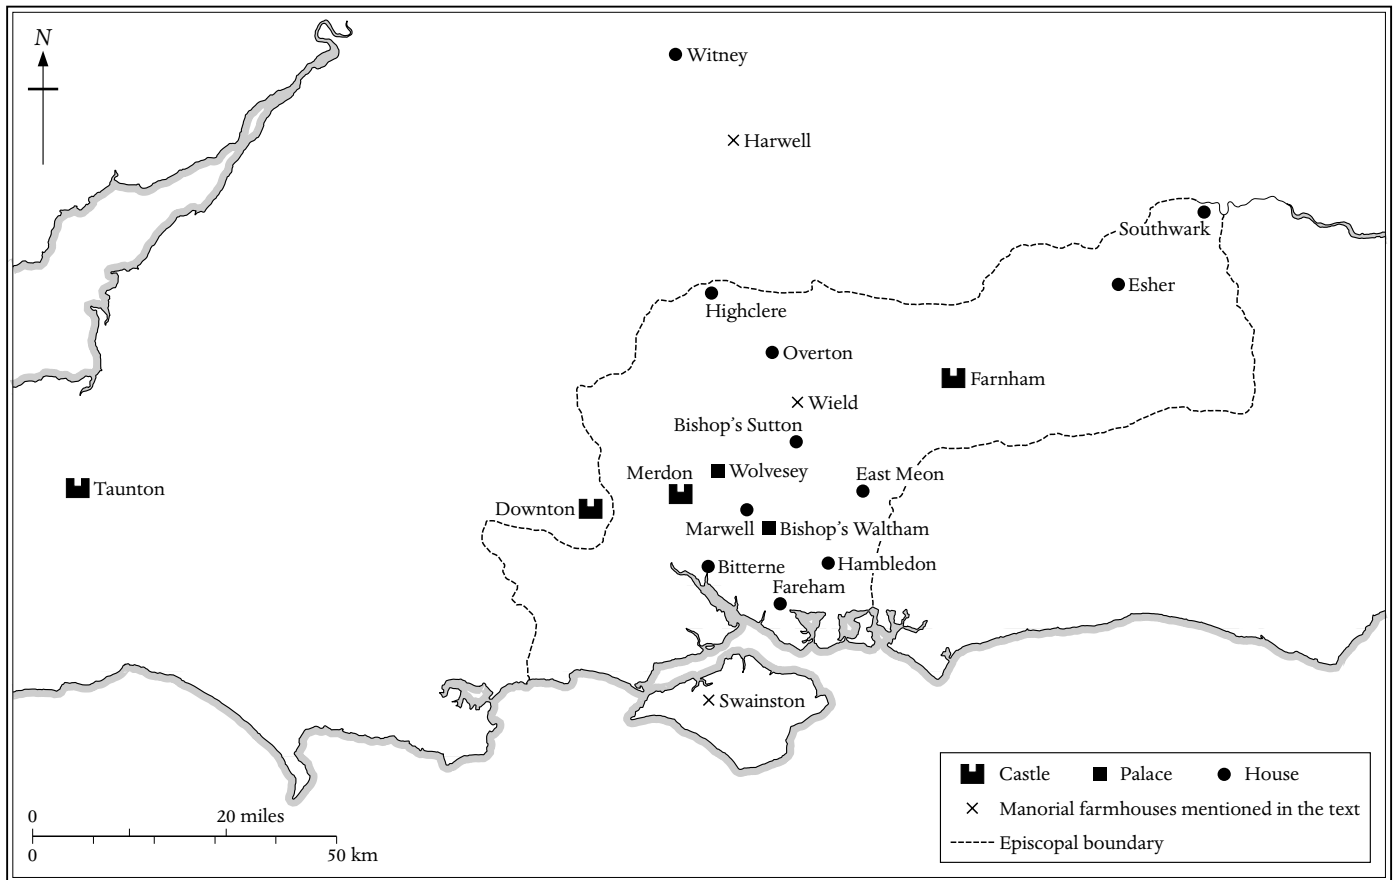 N
Witney
Harwell
Southwark
Esher
Highclere
Overton
Farnham
Wield
Bishop’s Sutton
Merdon
Wolvesey
East Meon
Taunton
Downton
Marwell
Bishop’s Waltham
Bitterne
Hambledon
Fareham
Swainston
Castle
Palace
House
Manorial farmhouses mentioned in the text
Episcopal boundary
0 20 miles
0 50 km